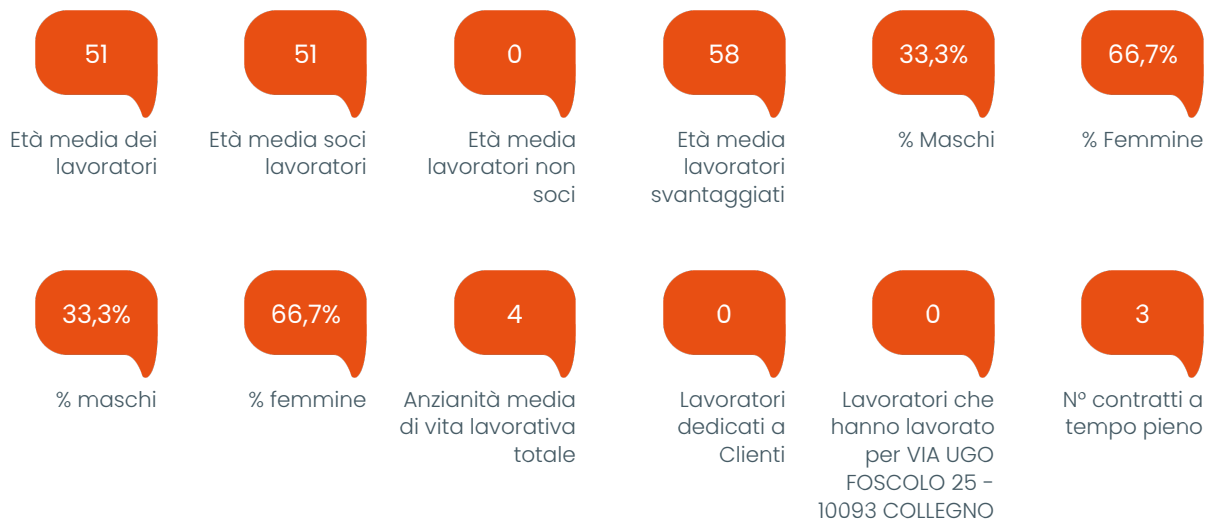 51
Età media dei
lavoratori
51
Età media soci
lavoratori
0
Età media
lavoratori non
soci
58
Età media
lavoratori
svantaggiati
33,3%
% Maschi
66,7%
% Femmine
33,3%
% maschi
66,7%
% femmine
4
Anzianità media
di vita lavorativa
totale
0
Lavoratori
dedicati a
Clienti
0
Lavoratori che
hanno lavorato
per VIA UGO
FOSCOLO 25 -
10093 COLLEGNO
3
N° contratti a
tempo pieno